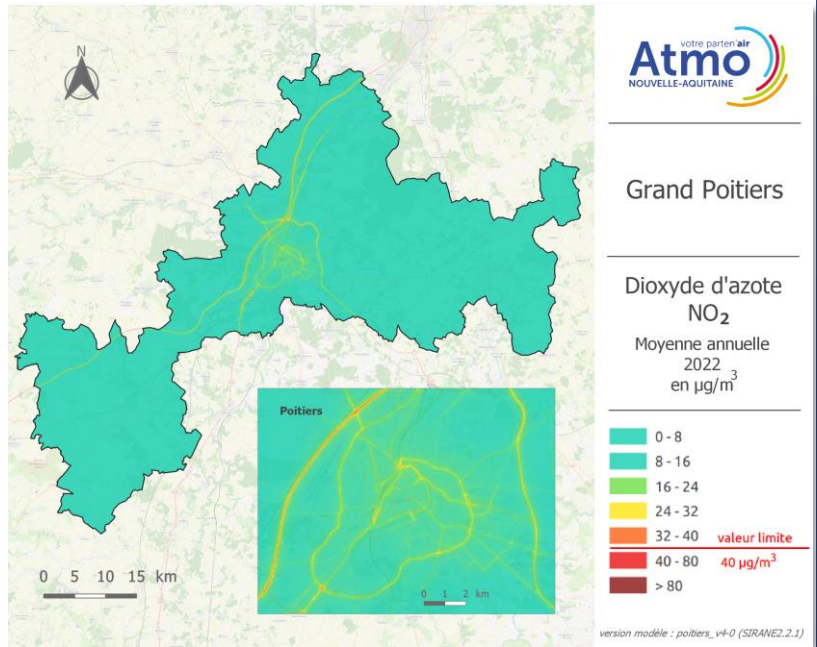 N
Poitiers
0 5 10 15 km
0 1 2 km
votre parten'air
Atmo
NOUVELLE-AQUITAINE
Grand Poitiers
Dioxyde d'azote
NO2
Moyenne annuelle
2022
en µg/m3
0 - 8
8 - 16
16 - 24
24 - 32
32 - 40 valeur limite
40 - 80 40 µg/m3
> 80
version modèle : poitiers_v4-0 (SIRANE2.2.1)